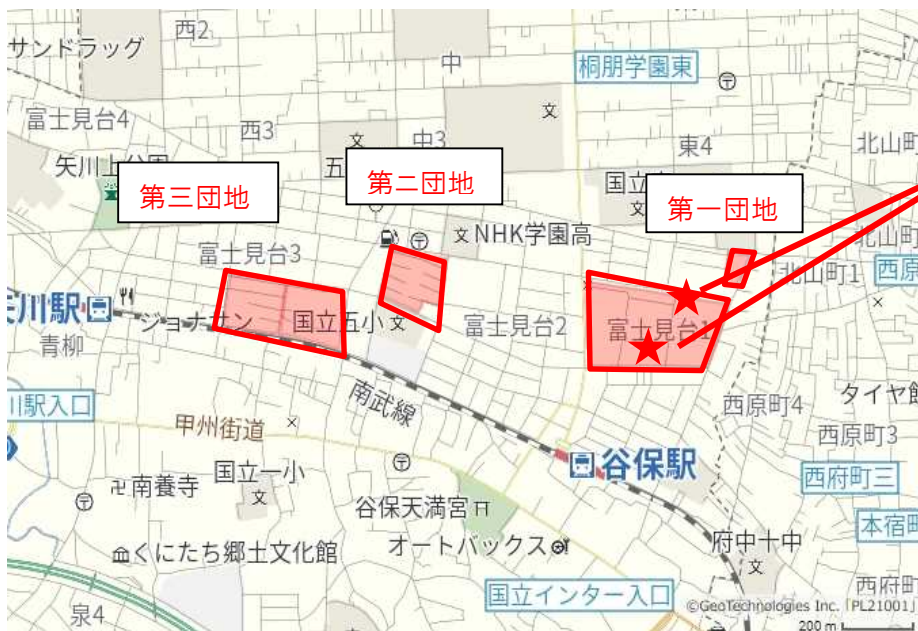 西2
サンドラッグ
中
桐朋学園東
富士見台4
西3
中3
東4
北山町
矢川上公園
五
国立
第三団地
第二団地
第一団地
NHK学園高
北山町
富士見台3
北山町1
西原
矢川駅
ジョナサン
国立五小
富士見台2
富士見台1
青柳
南武線
西原町4
タイヤ館
川駅入口
甲州街道
西原町3
谷保駅
南養寺
国立一小
西府町三
谷保天満宮
本宿町
くにたち郷土文化館
オートバックス
府中十中
国立インター入口
西府町
泉4
©GeoTechnologies Inc. [PL21001]
200 m